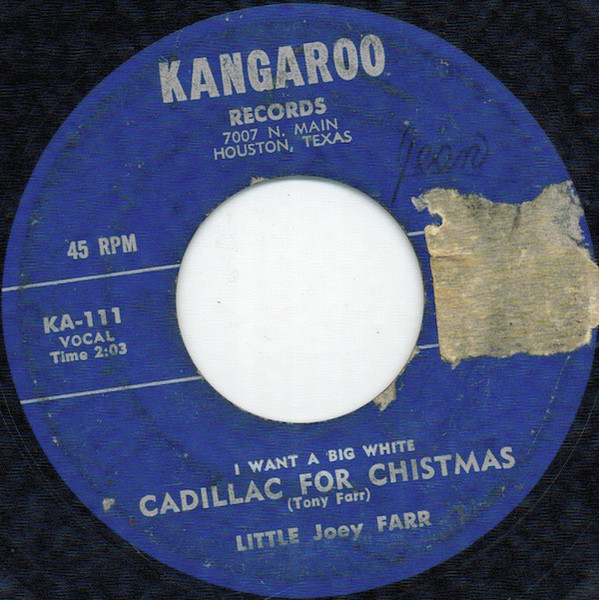 KANGAROO
RECORDS
7007 N. MAIN
HOUSTON, TEXAS
Jean
45 RPM
KA-111
VOCAL
Time 2:03
I WANT A BIG WHITE
CADILLAC FOR CHISTMAS
(Tony Farr)
LITTLE Joey FARR